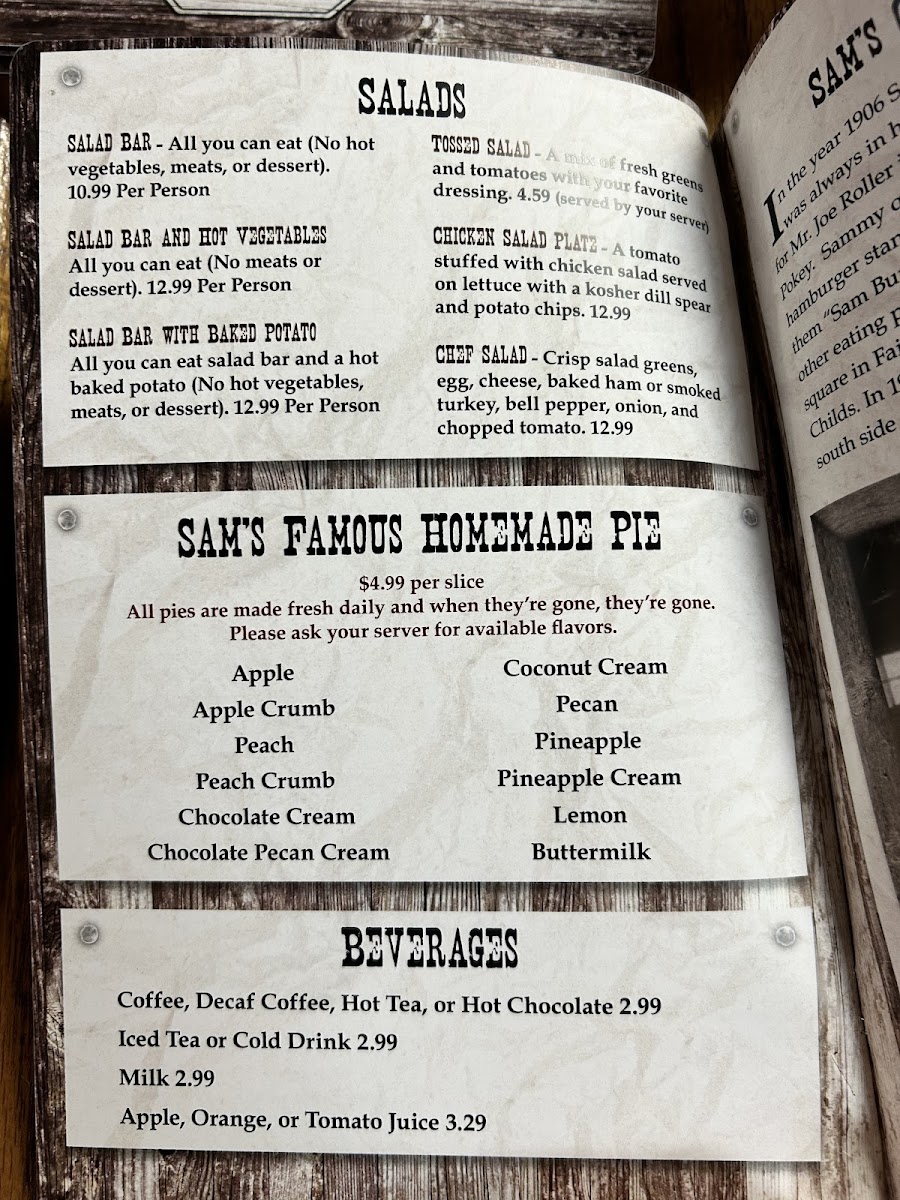 SALADS
SALAD BAR - All you can eat (No hot
vegetables, meats, or dessert).
10.99 Per Person
SALAD BAR AND HOT VEGETABLES
All you can eat (No meats or
dessert). 12.99 Per Person
SALAD BAR WITH BAKED POTATO
All you can eat salad bar and a hot
baked potato (No hot vegetables,
meats, or dessert). 12.99 Per Person
TOSSED SALAD - A mix of fresh greens
and tomatoes with your favorite
dressing. 4.59 (served by your server)
CHICKEN SALAD PLATE - A tomato
stuffed with chicken salad served
on lettuce with a kosher dill spear
and potato chips. 12.99
CHEF SALAD - Crisp salad greens,
egg, cheese, baked ham or smoked
turkey, bell pepper, onion, and
chopped tomato. 12.99
SAM'S FAMOUS HOMEMADE PIE
$4.99 per slice
All pies are made fresh daily and when they're gone, they're gone.
Please ask your server for available flavors.
Apple
Apple Crumb
Peach
Peach Crumb
Chocolate Cream
Chocolate Pecan Cream
Coconut Cream
Pecan
Pineapple
Pineapple Cream
Lemon
Buttermilk
BEVERAGES
Coffee, Decaf Coffee, Hot Tea, or Hot Chocolate 2.99
Iced Tea or Cold Drink 2.99
Milk 2.99
Apple, Orange, or Tomato Juice 3.29
SAM'S
In the year 1906
was always in
for Mr. Joe Roller
Pokey. Sammy
hamburger
them "Sam
other eating
square in
Childs. In
south side